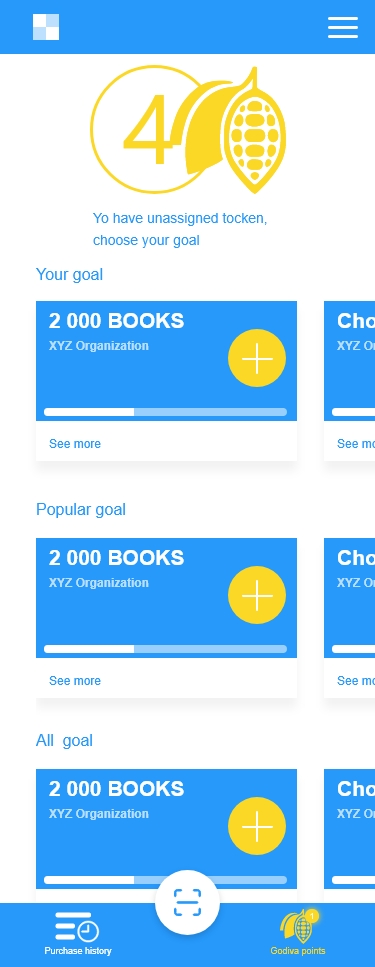 4
Yo have unassigned tocken,
choose your goal
Your goal
2 000 BOOKS
XYZ Organization
See more
Cho
XYZ O
See mo
Popular goal
2 000 BOOKS
XYZ Organization
See more
Cho
XYZ O
See mo
All goal
2 000 BOOKS
XYZ Organization
Cho
XYZ O
Purchase history
1
Godiva points